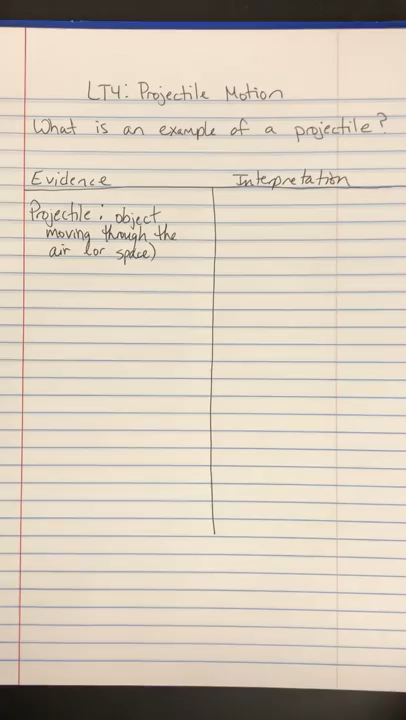 LT4: Projectile Motion
What is an example of a projectile?
Evidence
Interpretation
Projectile: object
moving through the
air (or space)